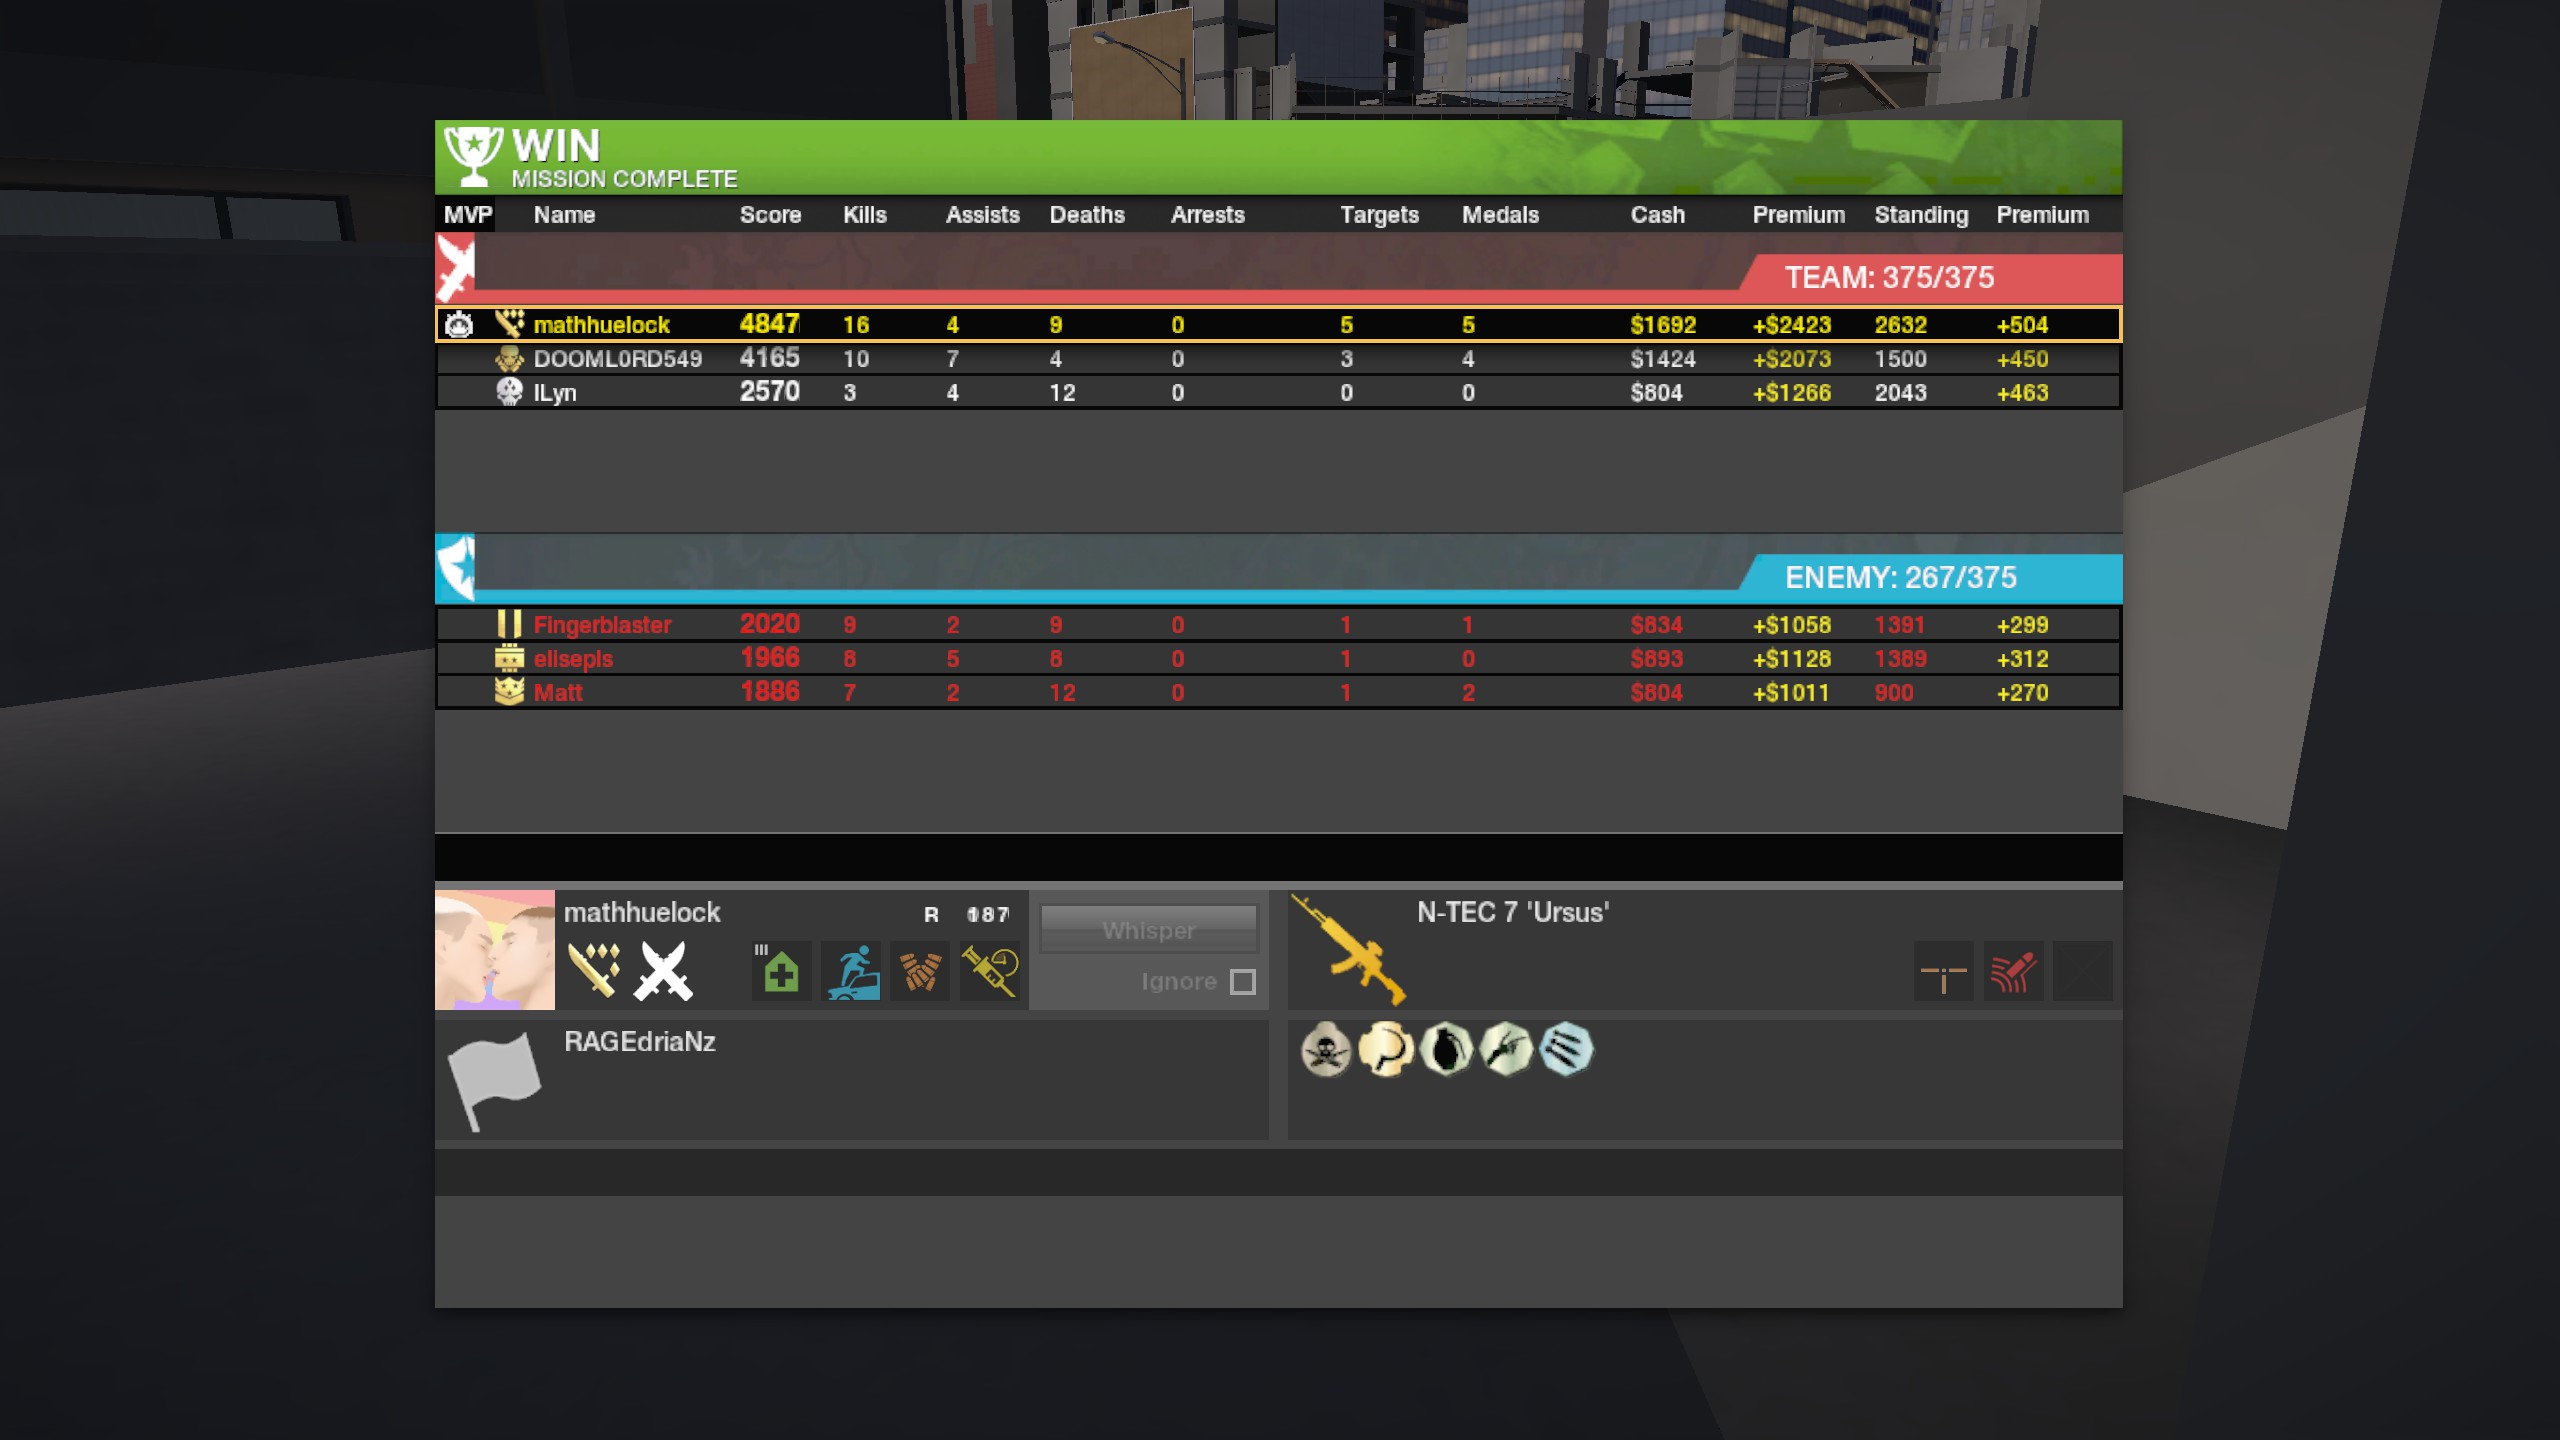 WIN
MISSION COMPLETE
MVP Name Score Kills Assists Deaths Arrests Targets Medals Cash Premium Standing Premium
TEAM: 375/375
mathhuelock 4847 16 4 9 0 5 5 $1692 +$2423 2632 +504
DOOML0RD549 4165 10 7 4 0 3 4 $1424 +$2073 1500 +450
ILyn 2570 3 4 12 0 0 0 $804 +$1266 2043 +463
ENEMY: 267/375
Fingerblaster 2020 9 2 9 0 1 1 $834 +$1058 1391 +299
elisepls 1966 8 5 8 0 1 0 $893 +$1128 1389 +312
Matt 1886 7 2 12 0 1 2 $804 +$1011 900 +270
mathhuelock R 187 Whisper N-TEC 7 'Ursus'
III
Ignore
RAGEdriaNz